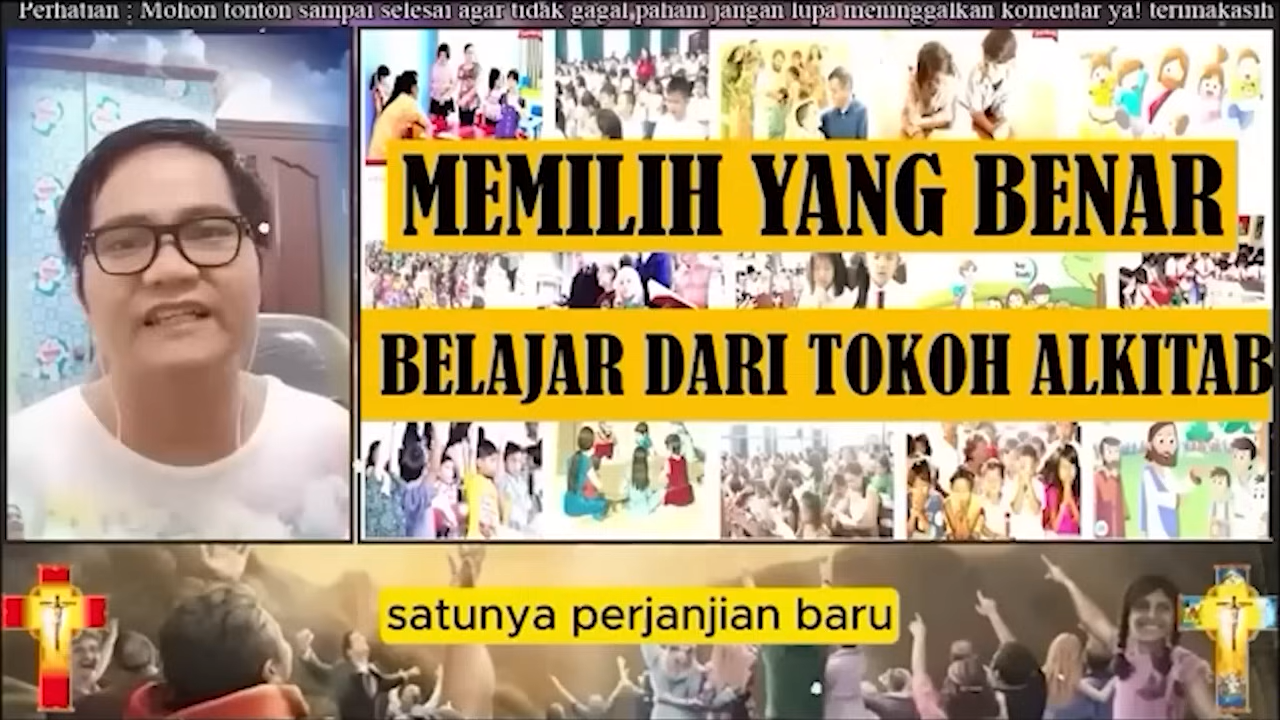 Perhatian : Mohon tonton sampai selesai agar tidak gagal paham jangan lupa meninggalkan komentar ya! terimakasih
MEMILIH YANG BENAR
BELAJAR DARI TOKOH ALKITAB
satunya perjanjian baru